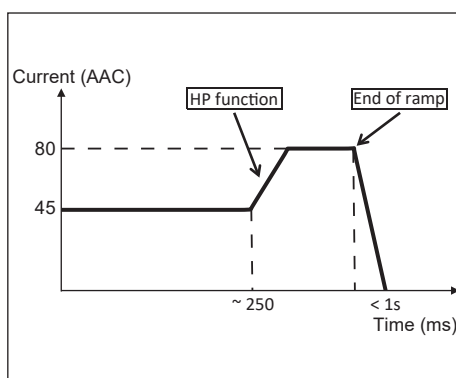 Current (AAC)
HP function
End of ramp
80
45
~ 250
< 1s
Time (ms)